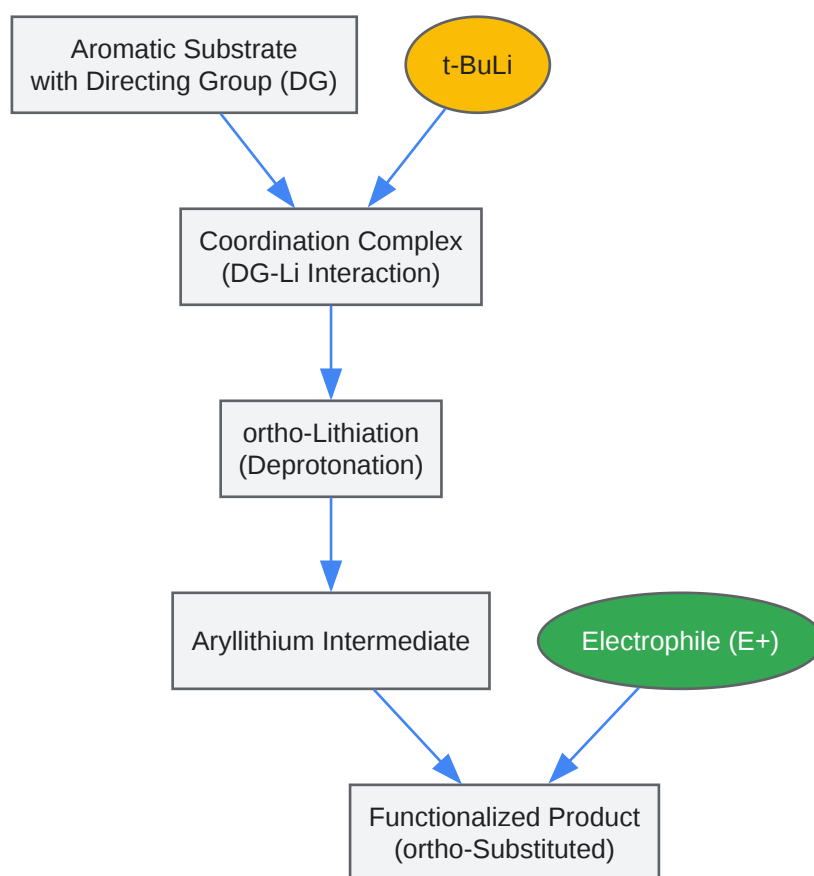 Aromatic Substrate
with Directing Group (DG)
t-BuLi
Coordination Complex
(DG-Li Interaction)
ortho-Lithiation
(Deprotonation)
Aryllithium Intermediate
Electrophile (E+)
Functionalized Product
(ortho-Substituted)